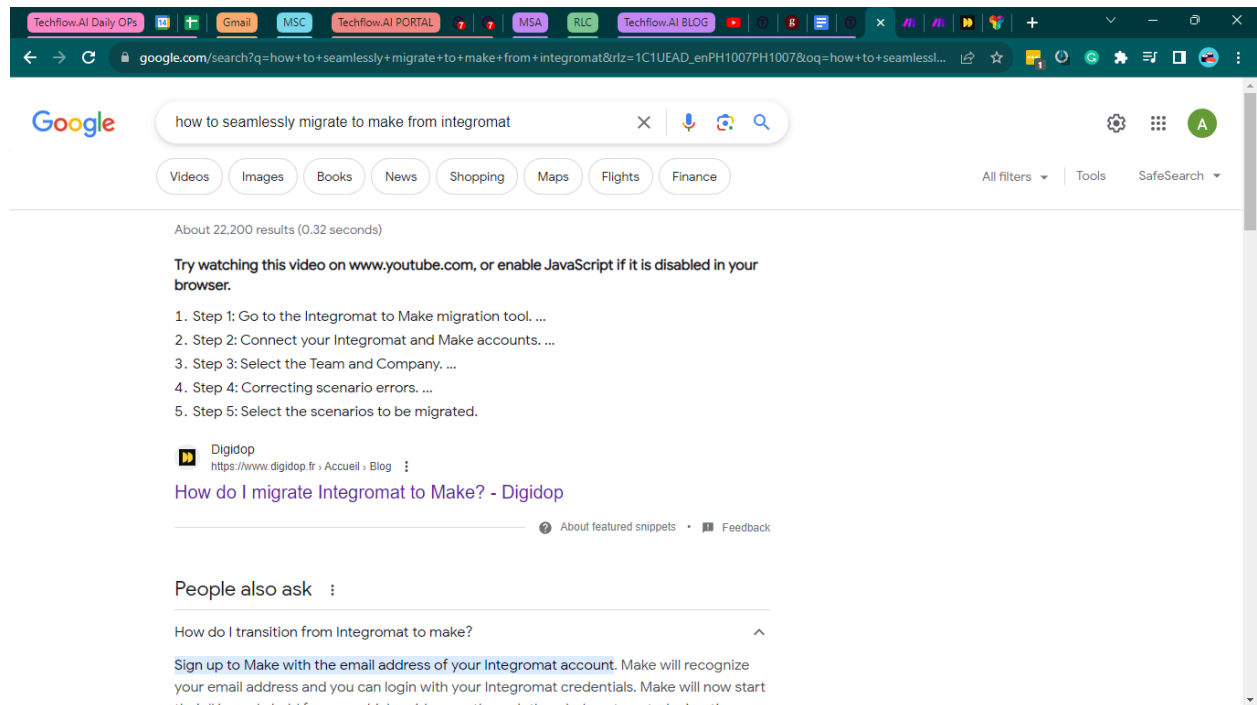 Techflow.AI Daily OPs
14
Gmail
MSC
Techflow.AI PORTAL
7
7
MSA
RLC
Techflow.AI BLOG
g
google.com/search?q=how+to+seamlessly+migrate+to+make+from+integromat&rlz=1C1UEAD_enPH1007PH1007&oq=how+to+seamlessl...
1
G
Google
how to seamlessly migrate to make from integromat
A
Videos
Images
Books
News
Shopping
Maps
Flights
Finance
All filters
Tools
SafeSearch
About 22,200 results (0.32 seconds)
Try watching this video on www.youtube.com, or enable JavaScript if it is disabled in your
browser.
1. Step 1: Go to the Integromat to Make migration tool. ...
2. Step 2: Connect your Integromat and Make accounts. ...
3. Step 3: Select the Team and Company. ...
4. Step 4: Correcting scenario errors. ...
5. Step 5: Select the scenarios to be migrated.
Digidop
https://www.digidop.fr › Accueil › Blog
How do I migrate Integromat to Make? - Digidop
About featured snippets • Feedback
People also ask
How do I transition from Integromat to make?
Sign up to Make with the email address of your Integromat account. Make will recognize
your email address and you can login with your Integromat credentials. Make will now start